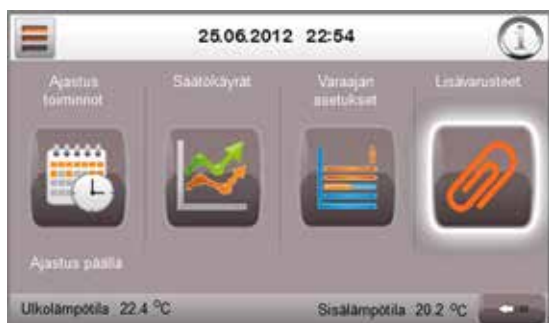 25.06.2012 22:54
Ajastus toiminnot
Säätökäyrät
Varaajan asetukset
Lisävarusteet
Ajastus päällä
Ulkolämpötila 22.4 °C
Sisälämpötila 20.2 °C